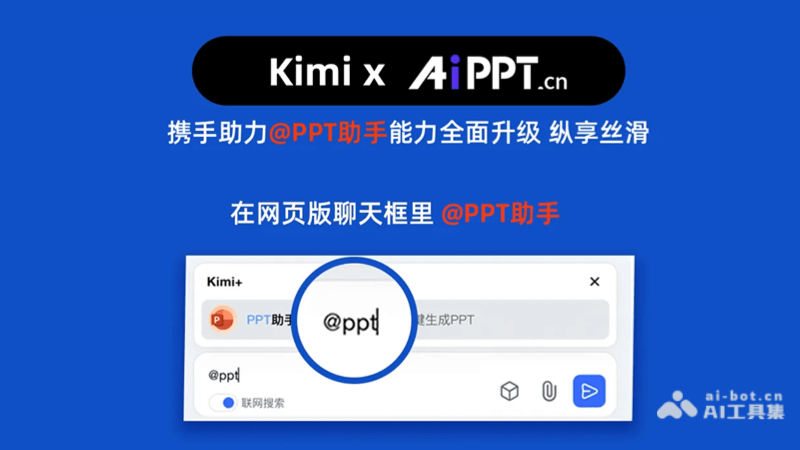 Kimi x AiPPT.cn
携手助力@PPT助手能力全面升级 纵享丝滑
在网页版聊天框里 @PPT助手
Kimi+
PPT助手
@ppt
键生成PPT
@ppt
联网搜索
ai-bot.cn
AI工具集